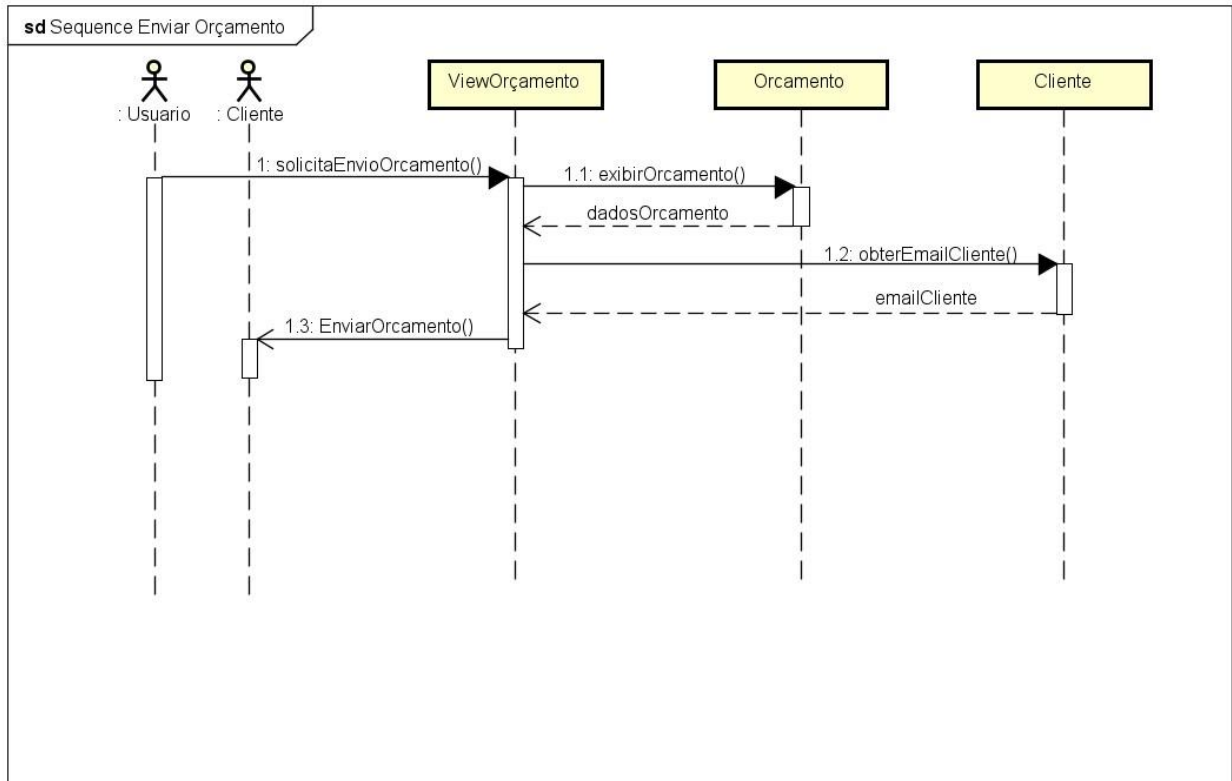 sd Sequence Enviar Orçamento
: Usuario
: Cliente
ViewOrçamento
Orcamento
Cliente
1: solicitaEnvioOrcamento()
1.1: exibirOrcamento()
dadosOrcamento
1.2: obterEmailCliente()
emailCliente
1.3: EnviarOrcamento()